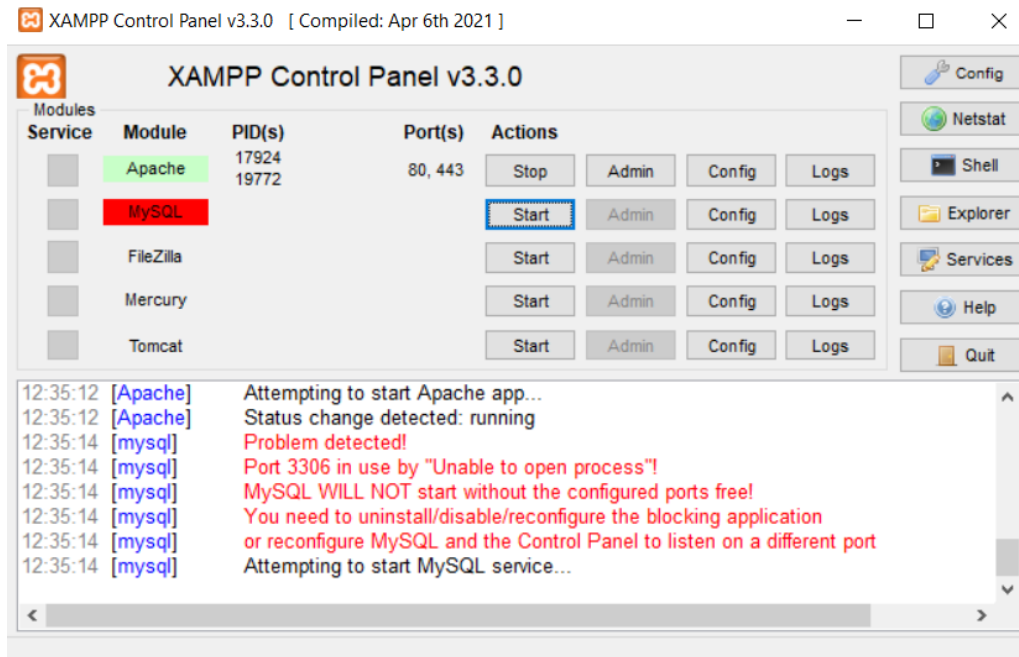 XAMPP Control Panel v3.3.0 [ Compiled: Apr 6th 2021 ]
XAMPP Control Panel v3.3.0
Config
Modules
Service Module PID(s) Port(s) Actions
Netstat
Apache 17924 19772 80, 443 Stop Admin Config Logs
Shell
MySQL Start Admin Config Logs
Explorer
FileZilla Start Admin Config Logs
Services
Mercury Start Admin Config Logs
Help
Tomcat Start Admin Config Logs
Quit
12:35:12 [Apache] Attempting to start Apache app...
12:35:12 [Apache] Status change detected: running
12:35:14 [mysql] Problem detected!
12:35:14 [mysql] Port 3306 in use by "Unable to open process"!
12:35:14 [mysql] MySQL WILL NOT start without the configured ports free!
12:35:14 [mysql] You need to uninstall/disable/reconfigure the blocking application
12:35:14 [mysql] or reconfigure MySQL and the Control Panel to listen on a different port
12:35:14 [mysql] Attempting to start MySQL service...